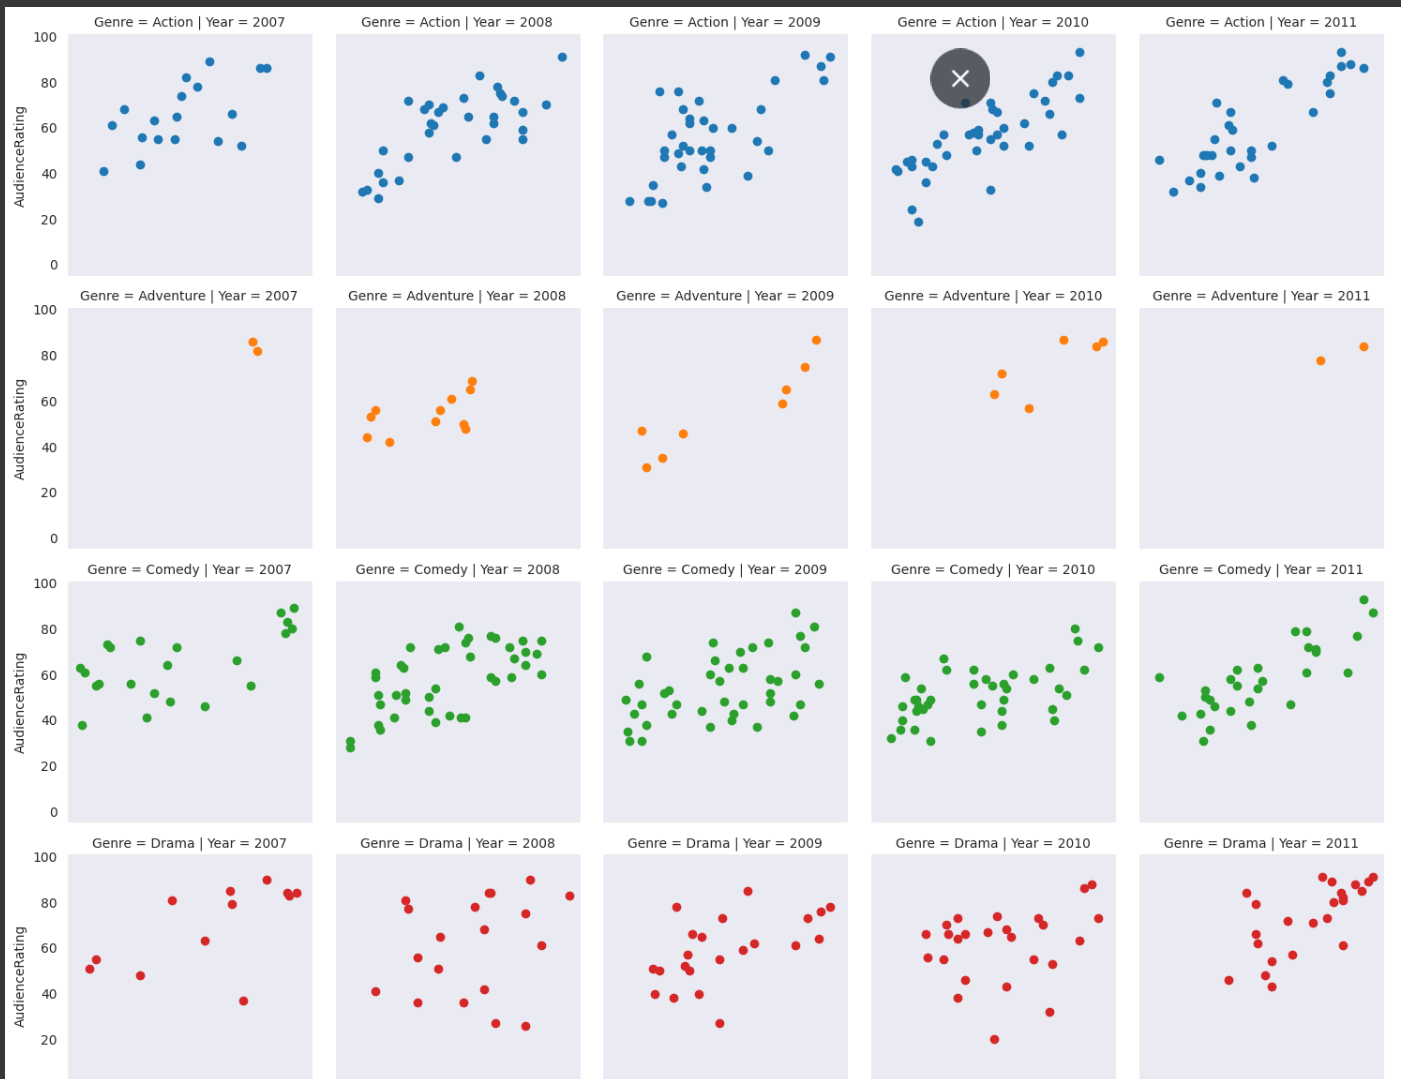 Genre = Action | Year = 2007
Genre = Action | Year = 2008
Genre = Action | Year = 2009
Genre = Action | Year = 2010
Genre = Action | Year = 2011
100
80
60
40
20
0
AudienceRating
Genre = Adventure | Year = 2007
Genre = Adventure | Year = 2008
Genre = Adventure | Year = 2009
Genre = Adventure | Year = 2010
Genre = Adventure | Year = 2011
100
80
60
40
20
0
AudienceRating
Genre = Comedy | Year = 2007
Genre = Comedy | Year = 2008
Genre = Comedy | Year = 2009
Genre = Comedy | Year = 2010
Genre = Comedy | Year = 2011
100
80
60
40
20
0
AudienceRating
Genre = Drama | Year = 2007
Genre = Drama | Year = 2008
Genre = Drama | Year = 2009
Genre = Drama | Year = 2010
Genre = Drama | Year = 2011
100
80
60
40
20
AudienceRating